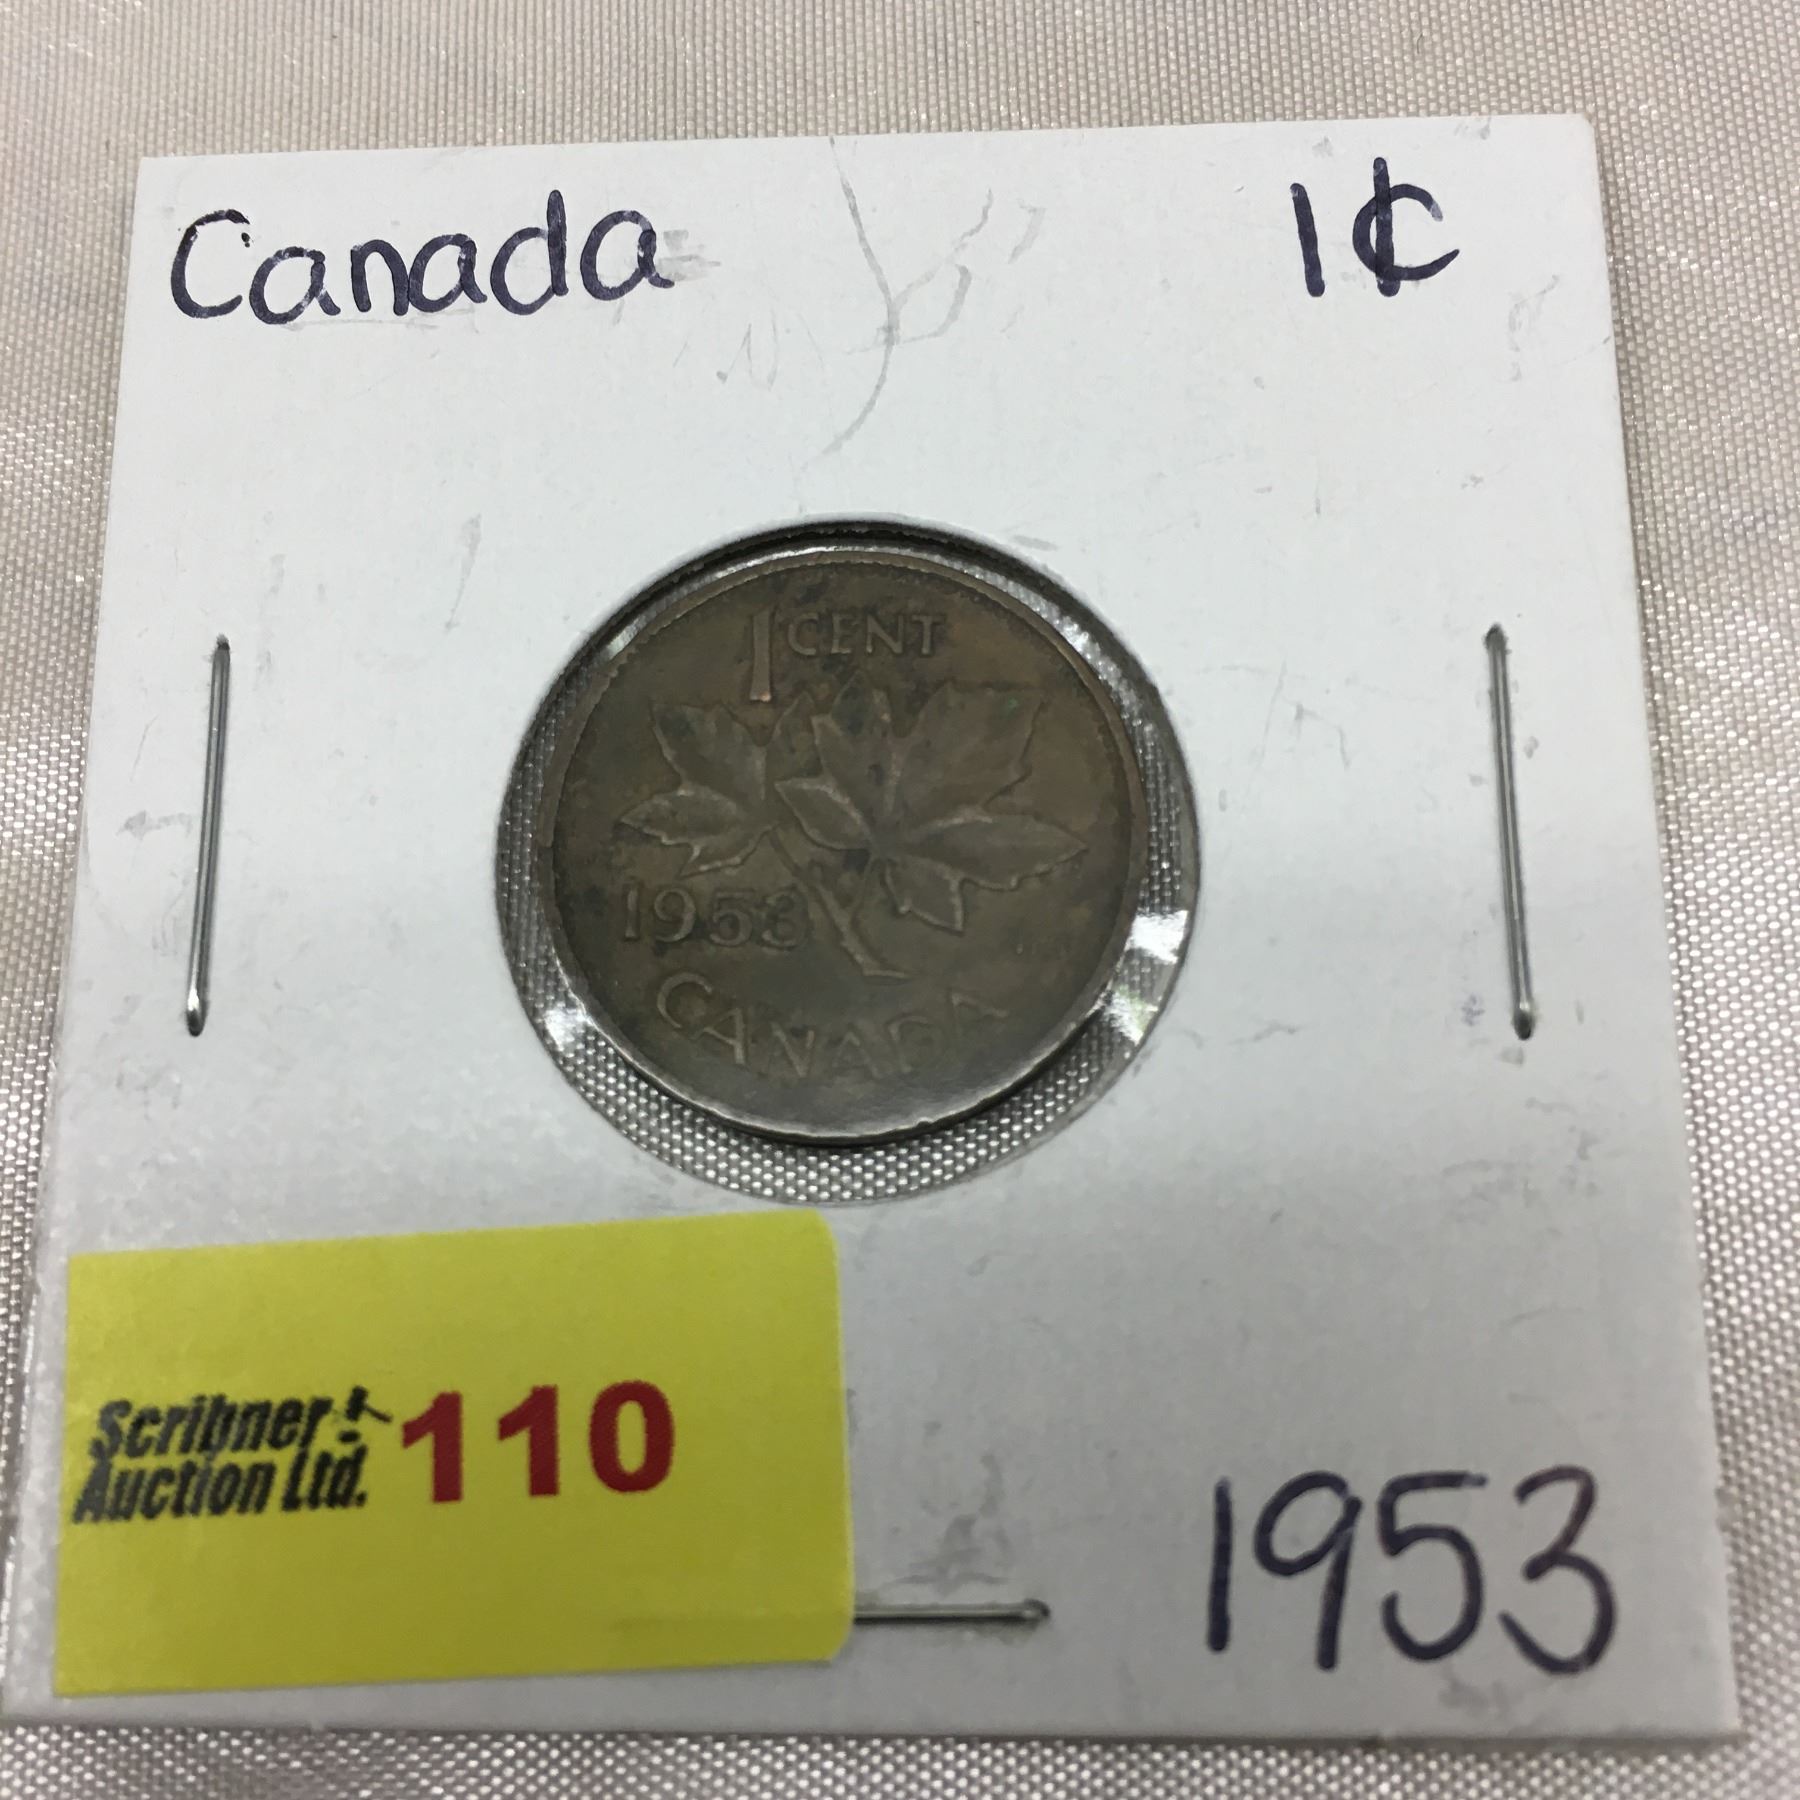 Canada 1¢
1 CENT
1953
CANADA
Scribner
Auction Ltd. 110
1953